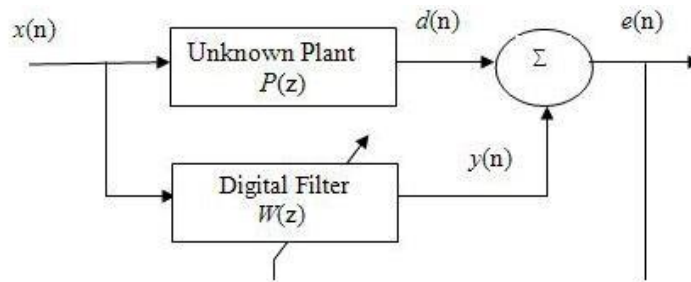 x(n)
d(n)
e(n)
Unknown Plant
P(z)
Σ
y(n)
Digital Filter
W(z)